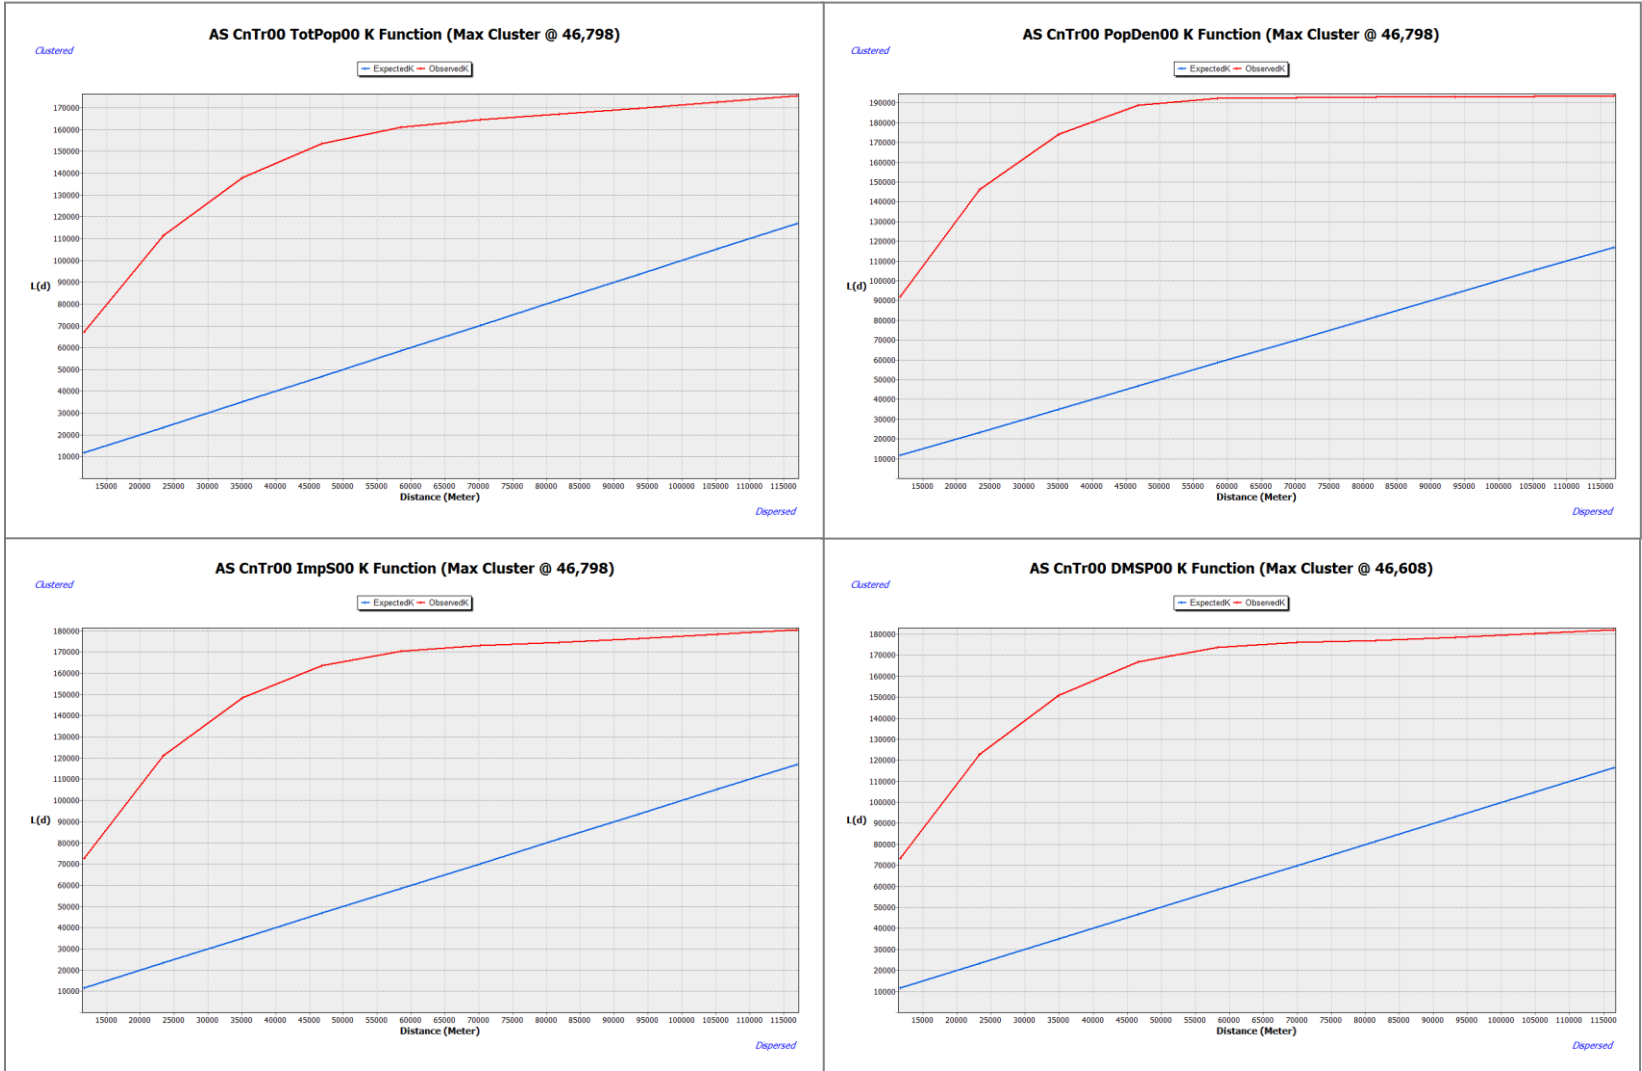 AS CnTr00 TotPop00 K Function (Max Cluster @ 46,798)
Clustered
ExpectedK ObservedK
170000
160000
150000
140000
130000
120000
110000
100000
90000
L(d)
80000
70000
60000
50000
40000
30000
20000
10000
15000 20000 25000 30000 35000 40000 45000 50000 55000 60000 65000 70000 75000 80000 85000 90000 95000 100000 105000 110000 115000
Distance (Meter)
Dispersed
AS CnTr00 PopDen00 K Function (Max Cluster @ 46,798)
Clustered
ExpectedK ObservedK
190000
180000
170000
160000
150000
140000
130000
120000
110000
L(d)
100000
90000
80000
70000
60000
50000
40000
30000
20000
10000
15000 20000 25000 30000 35000 40000 45000 50000 55000 60000 65000 70000 75000 80000 85000 90000 95000 100000 105000 110000 115000
Distance (Meter)
Dispersed
AS CnTr00 ImpS00 K Function (Max Cluster @ 46,798)
Clustered
ExpectedK ObservedK
180000
170000
160000
150000
140000
130000
120000
110000
100000
L(d)
90000
80000
70000
60000
50000
40000
30000
20000
10000
15000 20000 25000 30000 35000 40000 45000 50000 55000 60000 65000 70000 75000 80000 85000 90000 95000 100000 105000 110000 115000
Distance (Meter)
Dispersed
AS CnTr00 DMSP00 K Function (Max Cluster @ 46,608)
Clustered
ExpectedK ObservedK
180000
170000
160000
150000
140000
130000
120000
110000
100000
L(d)
90000
80000
70000
60000
50000
40000
30000
20000
10000
15000 20000 25000 30000 35000 40000 45000 50000 55000 60000 65000 70000 75000 80000 85000 90000 95000 100000 105000 110000 115000
Distance (Meter)
Dispersed